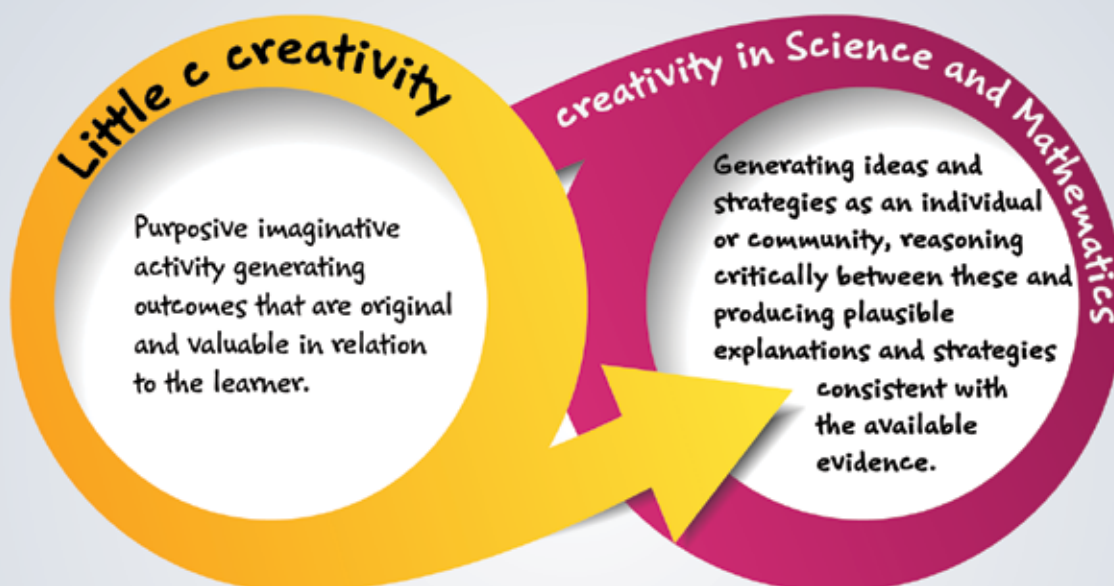 Little c creativity
Purposive imaginative
activity generating
outcomes that are original
and valuable in relation
to the learner.
creativity in Science and Mathematics
Generating ideas and
strategies as an individual
or community, reasoning
critically between these and
producing plausible
explanations and strategies
consistent with
the available
evidence.